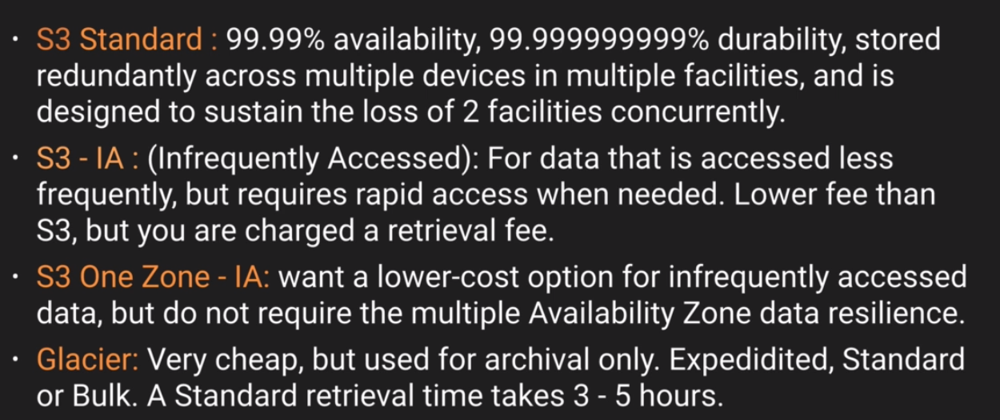 • S3 Standard : 99.99% availability, 99.999999999% durability, stored
redundantly across multiple devices in multiple facilities, and is
designed to sustain the loss of 2 facilities concurrently.
• S3 - IA : (Infrequently Accessed): For data that is accessed less
frequently, but requires rapid access when needed. Lower fee than
S3, but you are charged a retrieval fee.
• S3 One Zone - IA: want a lower-cost option for infrequently accessed
data, but do not require the multiple Availability Zone data resilience.
• Glacier: Very cheap, but used for archival only. Expedidited, Standard
or Bulk. A Standard retrieval time takes 3 - 5 hours.